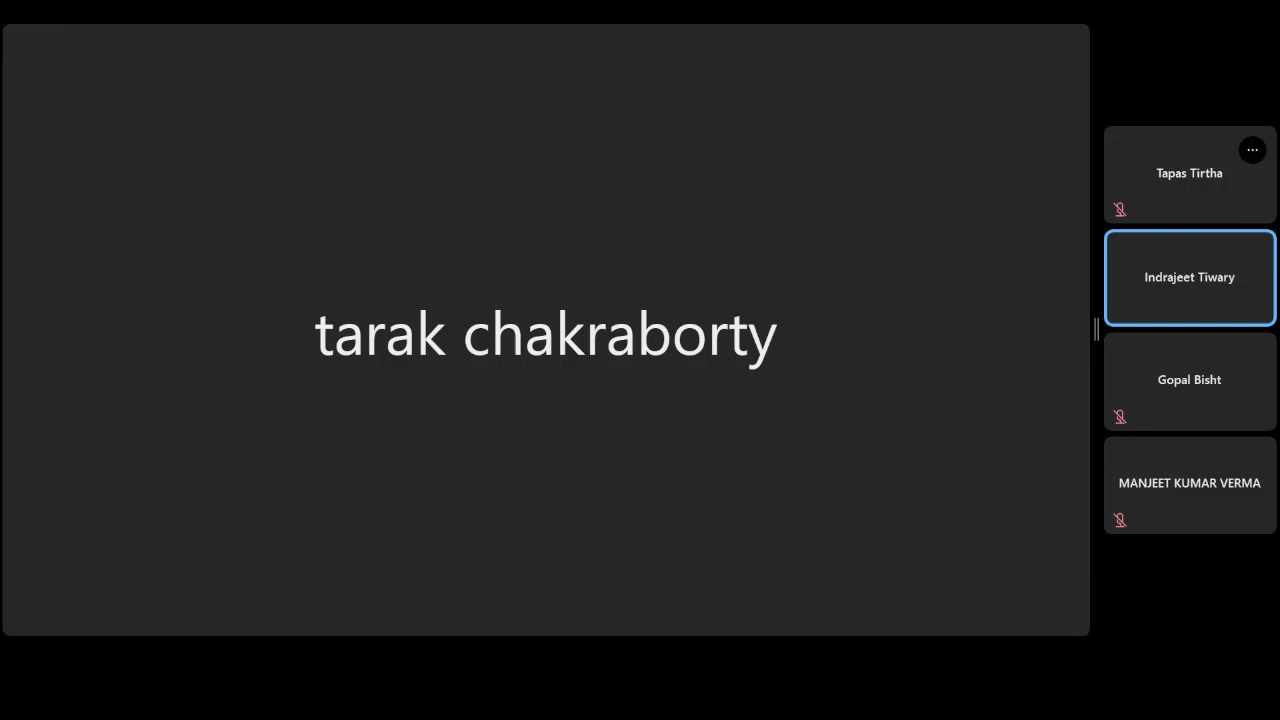 tarak chakraborty
Tapas Tirtha
Indrajeet Tiwary
Gopal Bisht
MANJEET KUMAR VERMA